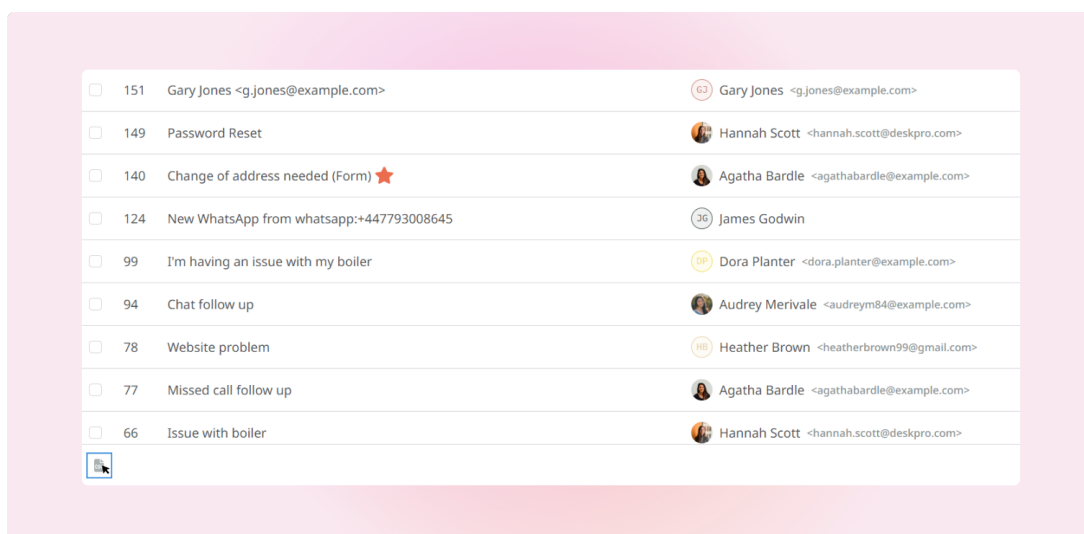 151 Gary Jones <g.jones@example.com> GJ Gary Jones <g.jones@example.com>
149 Password Reset Hannah Scott <hannah.scott@deskpro.com>
140 Change of address needed (Form) Agatha Bardle <agathabardle@example.com>
124 New WhatsApp from whatsapp:+447793008645 JG James Godwin
99 I'm having an issue with my boiler DP Dora Planter <dora.planter@example.com>
94 Chat follow up Audrey Merivale <audreym84@example.com>
78 Website problem HB Heather Brown <heatherbrown99@gmail.com>
77 Missed call follow up Agatha Bardle <agathabardle@example.com>
66 Issue with boiler Hannah Scott <hannah.scott@deskpro.com>